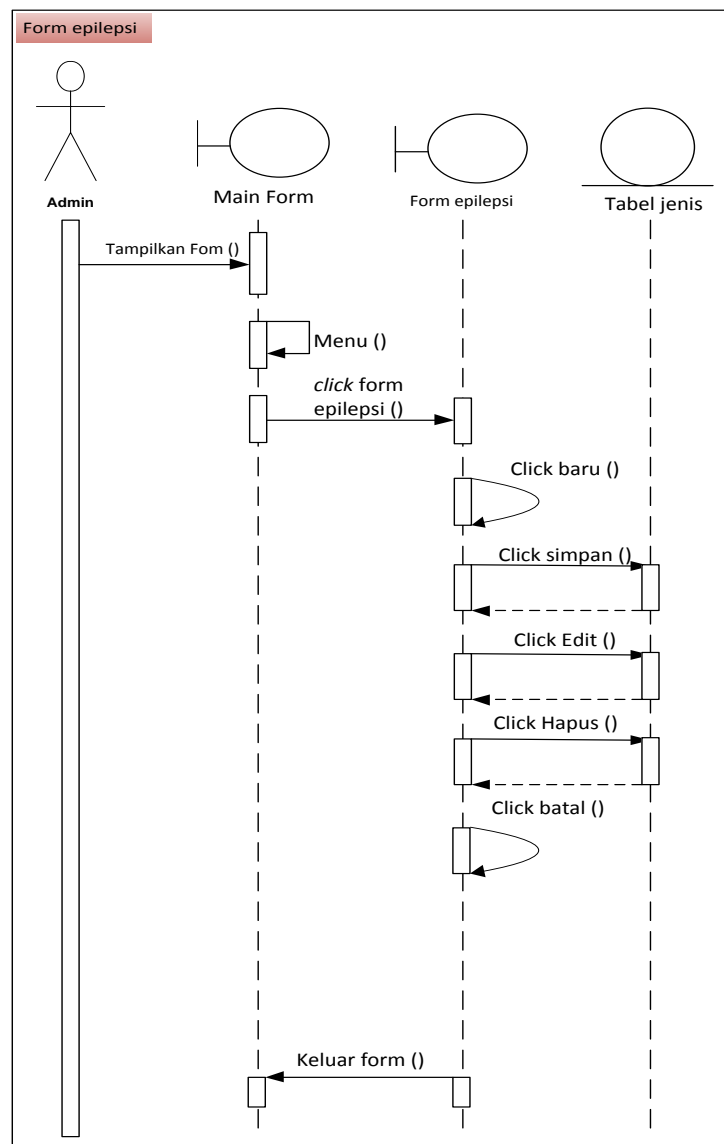 Form epilepsi
Admin
Main Form
Form epilepsi
Tabel jenis
Tampilkan Fom ()
Menu ()
click form
epilepsi ()
Click baru ()
Click simpan ()
Click Edit ()
Click Hapus ()
Click batal ()
Keluar form ()